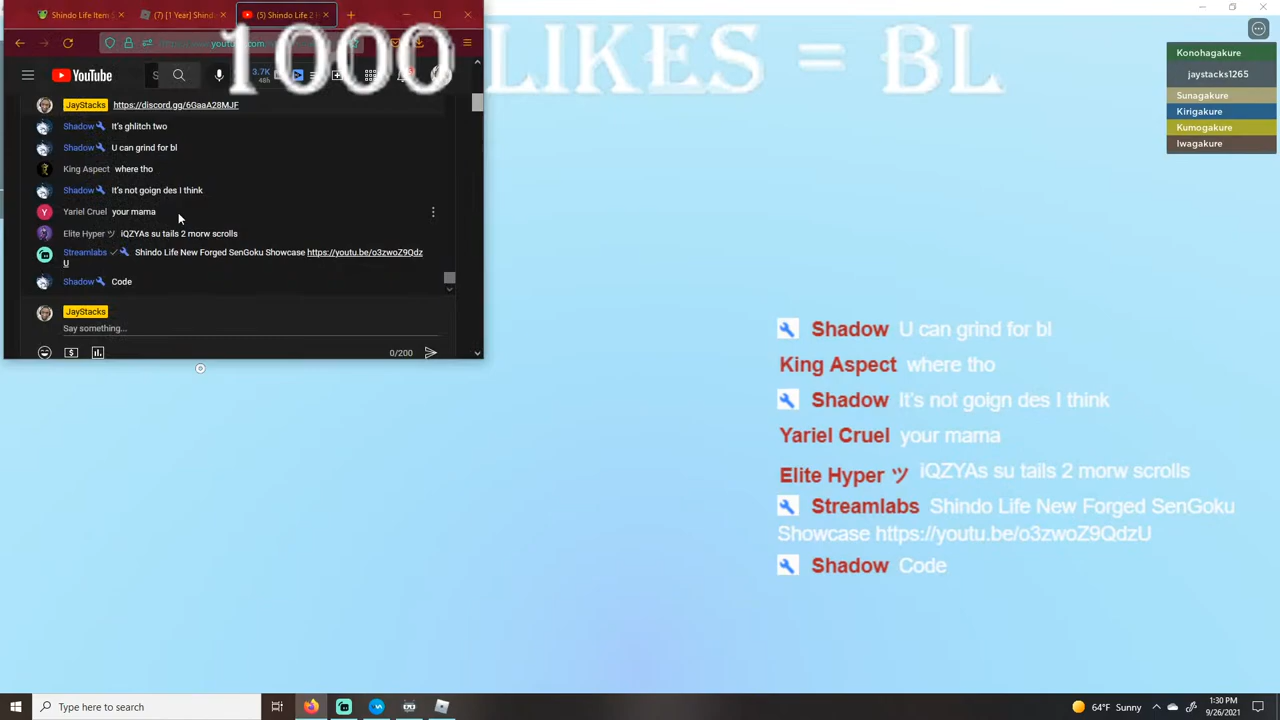 Shindo Life Item S
(7) [1 Year] Shindo
(5) Shindo Life 2 H
1000 LIKES = BL
YouTube
S
3.7K
48h
JayStacks https://discord.gg/6GaaA28MJF
Shadow It's ghlitch two
Shadow U can grind for bl
King Aspect where tho
Shadow It's not goign des I think
Yariel Cruel your mama
Elite Hyper ツ iQZYAs su tails 2 morw scrolls
Streamlabs Shindo Life New Forged SenGoku Showcase https://youtu.be/o3zwoZ9Qdz
U
Shadow Code
JayStacks
Say something...
0/200
Konohagakure
jaystacks1265
Sunagakure
Kirigakure
Kumogakure
Iwagakure
Shadow U can grind for bl
King Aspect where tho
Shadow It's not goign des I think
Yariel Cruel your mama
Elite Hyper ツ iQZYAs su tails 2 morw scrolls
Streamlabs Shindo Life New Forged SenGoku
Showcase https://youtu.be/o3zwoZ9QdzU
Shadow Code
Type here to search
64°F Sunny
1:30 PM
9/26/2021